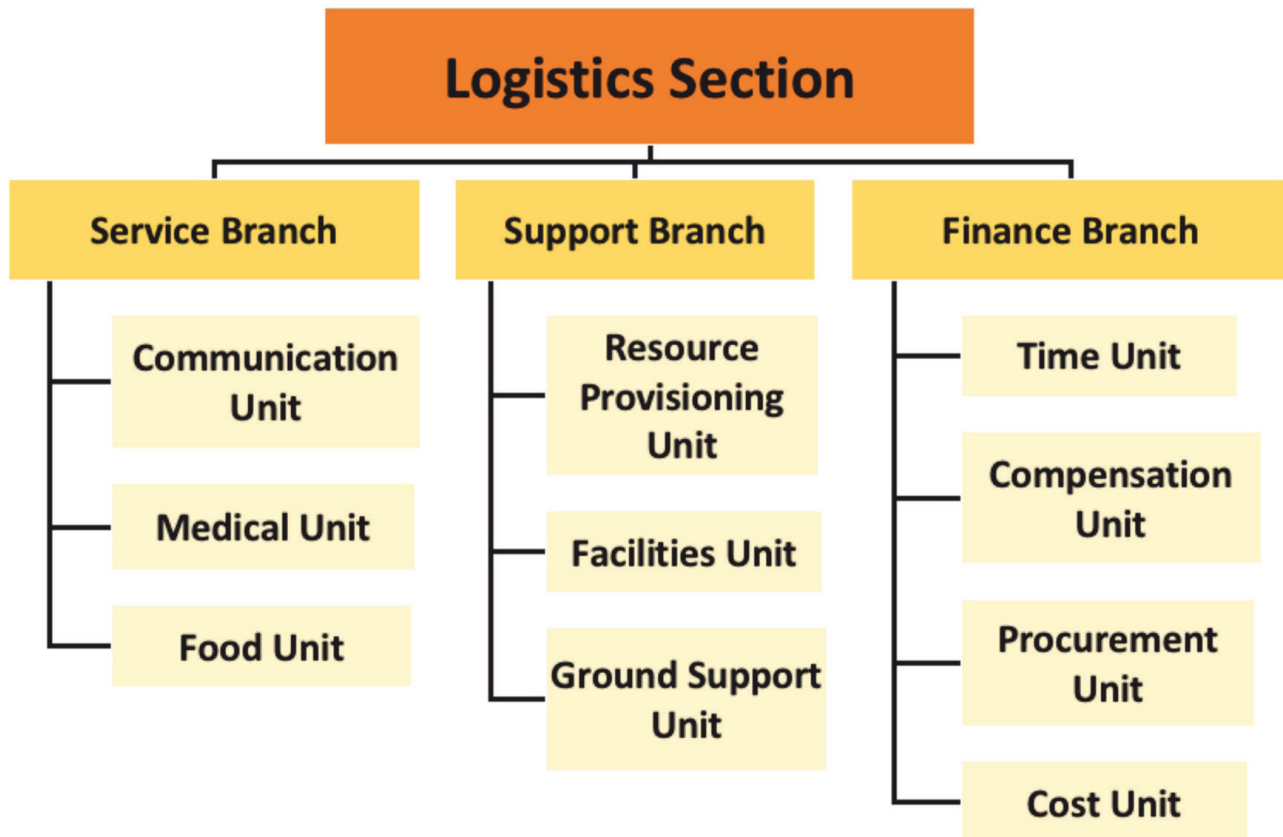 Logistics Section
Service Branch
Communication
Unit
Medical Unit
Food Unit
Support Branch
Resource
Provisioning
Unit
Facilities Unit
Ground Support
Unit
Finance Branch
Time Unit
Compensation
Unit
Procurement
Unit
Cost Unit